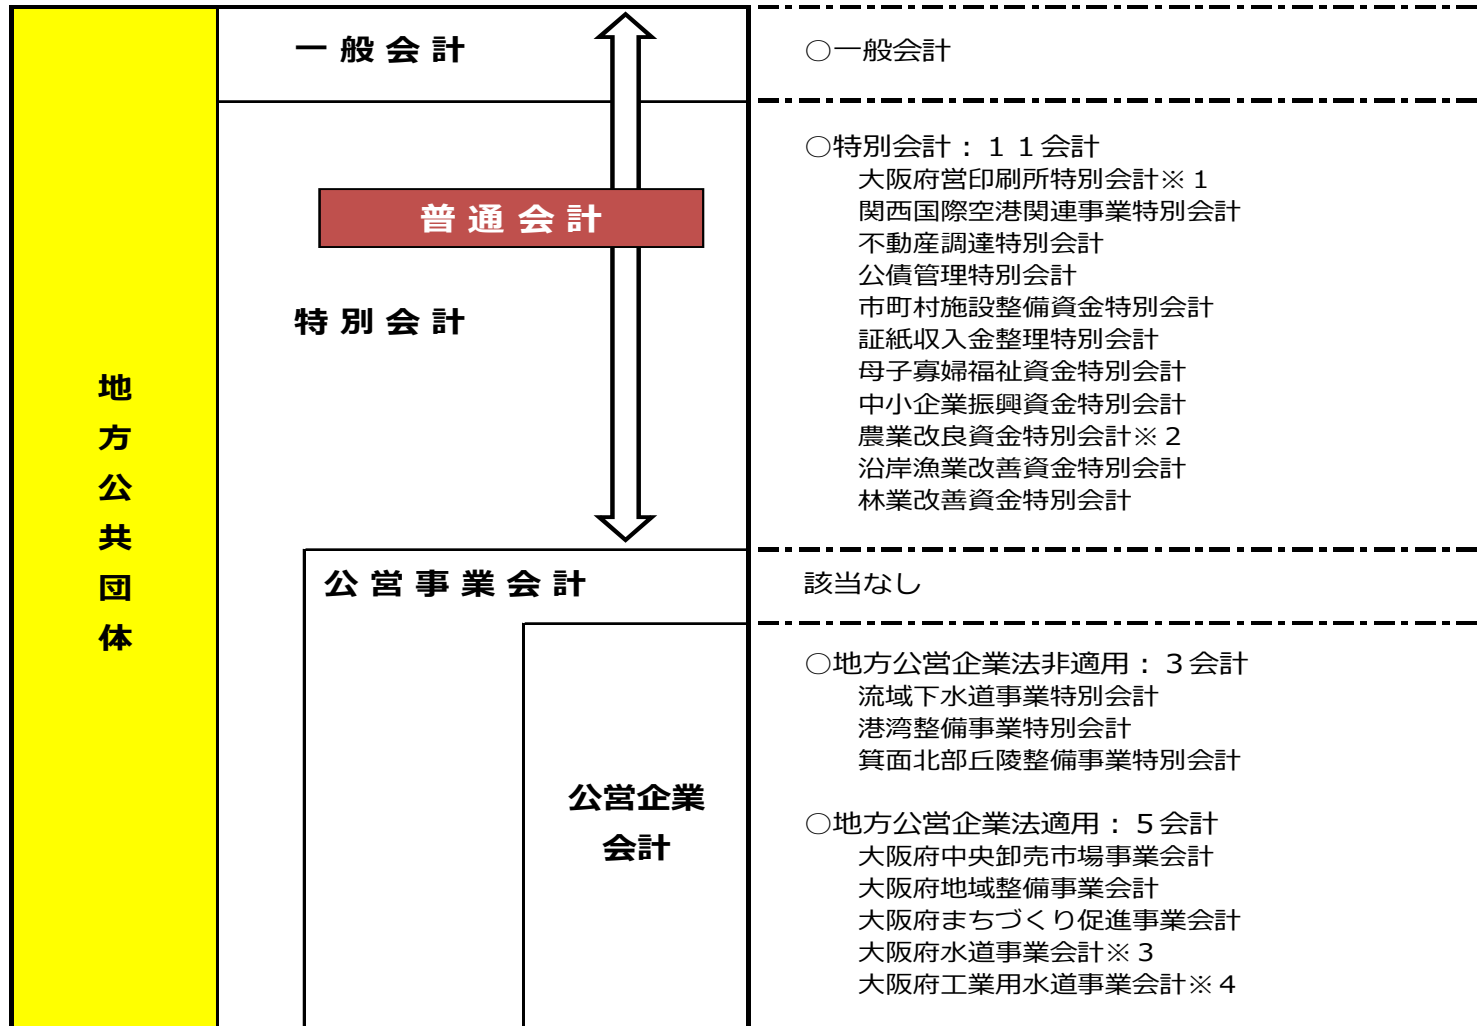 地方公共団体
一般会計
普通会計
特別会計
公営事業会計
公営企業
会計
○一般会計
○特別会計：１１会計
大阪府営印刷所特別会計※１
関西国際空港関連事業特別会計
不動産調達特別会計
公債管理特別会計
市町村施設整備資金特別会計
証紙収入金整理特別会計
母子寡婦福祉資金特別会計
中小企業振興資金特別会計
農業改良資金特別会計※２
沿岸漁業改善資金特別会計
林業改善資金特別会計
該当なし
○地方公営企業法非適用：３会計
流域下水道事業特別会計
港湾整備事業特別会計
箕面北部丘陵整備事業特別会計
○地方公営企業法適用：５会計
大阪府中央卸売市場事業会計
大阪府地域整備事業会計
大阪府まちづくり促進事業会計
大阪府水道事業会計※３
大阪府工業用水道事業会計※４